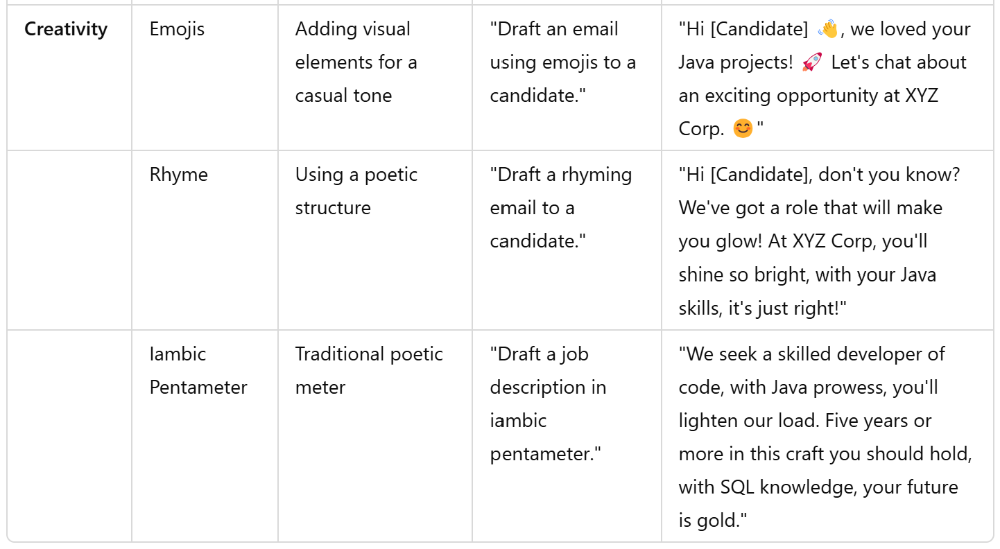 Creativity
Emojis
Adding visual
elements for a
casual tone
"Draft an email
using emojis to a
candidate."
"Hi [Candidate] 👋, we loved your
Java projects! 🚀 Let's chat about
an exciting opportunity at XYZ
Corp. 😊"
Rhyme
Using a poetic
structure
"Draft a rhyming
email to a
candidate."
"Hi [Candidate], don't you know?
We've got a role that will make
you glow! At XYZ Corp, you'll
shine so bright, with your Java
skills, it's just right!"
Iambic
Pentameter
Traditional poetic
meter
"Draft a job
description in
iambic
pentameter."
"We seek a skilled developer of
code, with Java prowess, you'll
lighten our load. Five years or
more in this craft you should hold,
with SQL knowledge, your future
is gold."